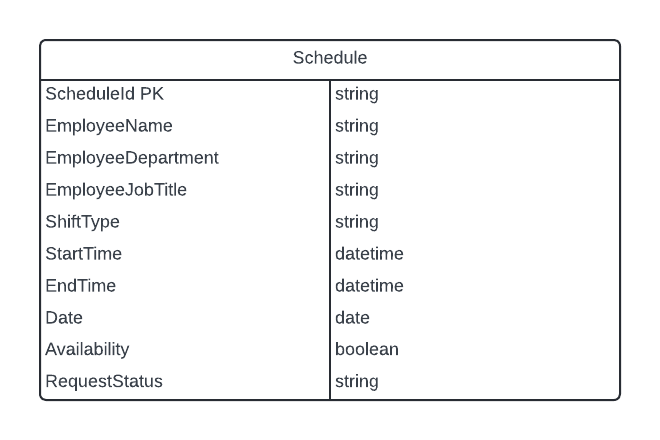 Schedule
ScheduleId PK string
EmployeeName string
EmployeeDepartment string
EmployeeJobTitle string
ShiftType string
StartTime datetime
EndTime datetime
Date date
Availability boolean
RequestStatus string